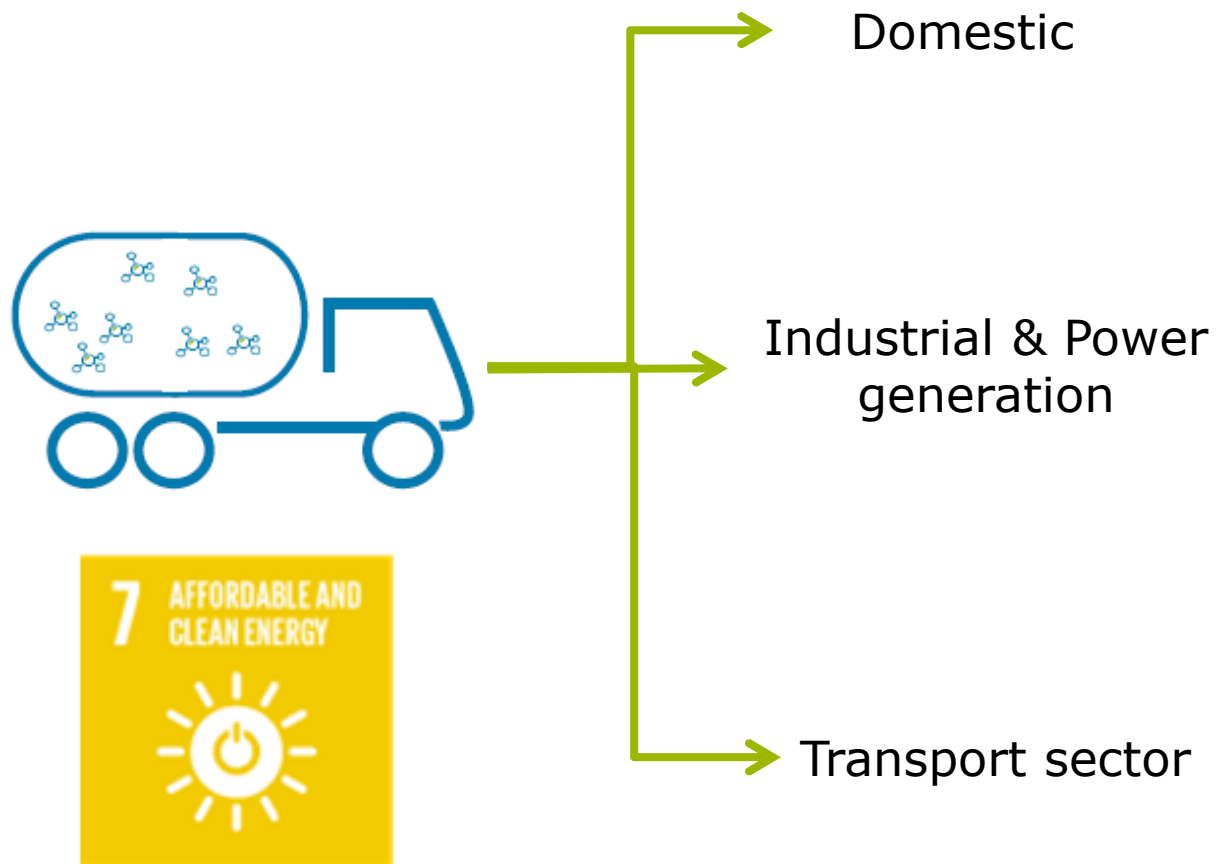 Domestic
Industrial & Power
generation
7 AFFORDABLE AND
CLEAN ENERGY
Transport sector